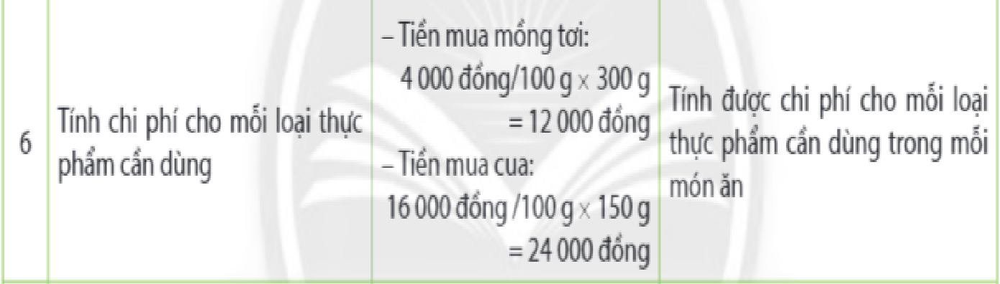 6
Tính chi phí cho mỗi loại thực
phẩm cần dùng
– Tiền mua mồng tơi:
4 000 đồng/100 g × 300 g
= 12 000 đồng
– Tiền mua cua:
16 000 đồng /100 g × 150 g
= 24 000 đồng
Tính được chi phí cho mỗi loại
thực phẩm cần dùng trong mỗi
món ăn